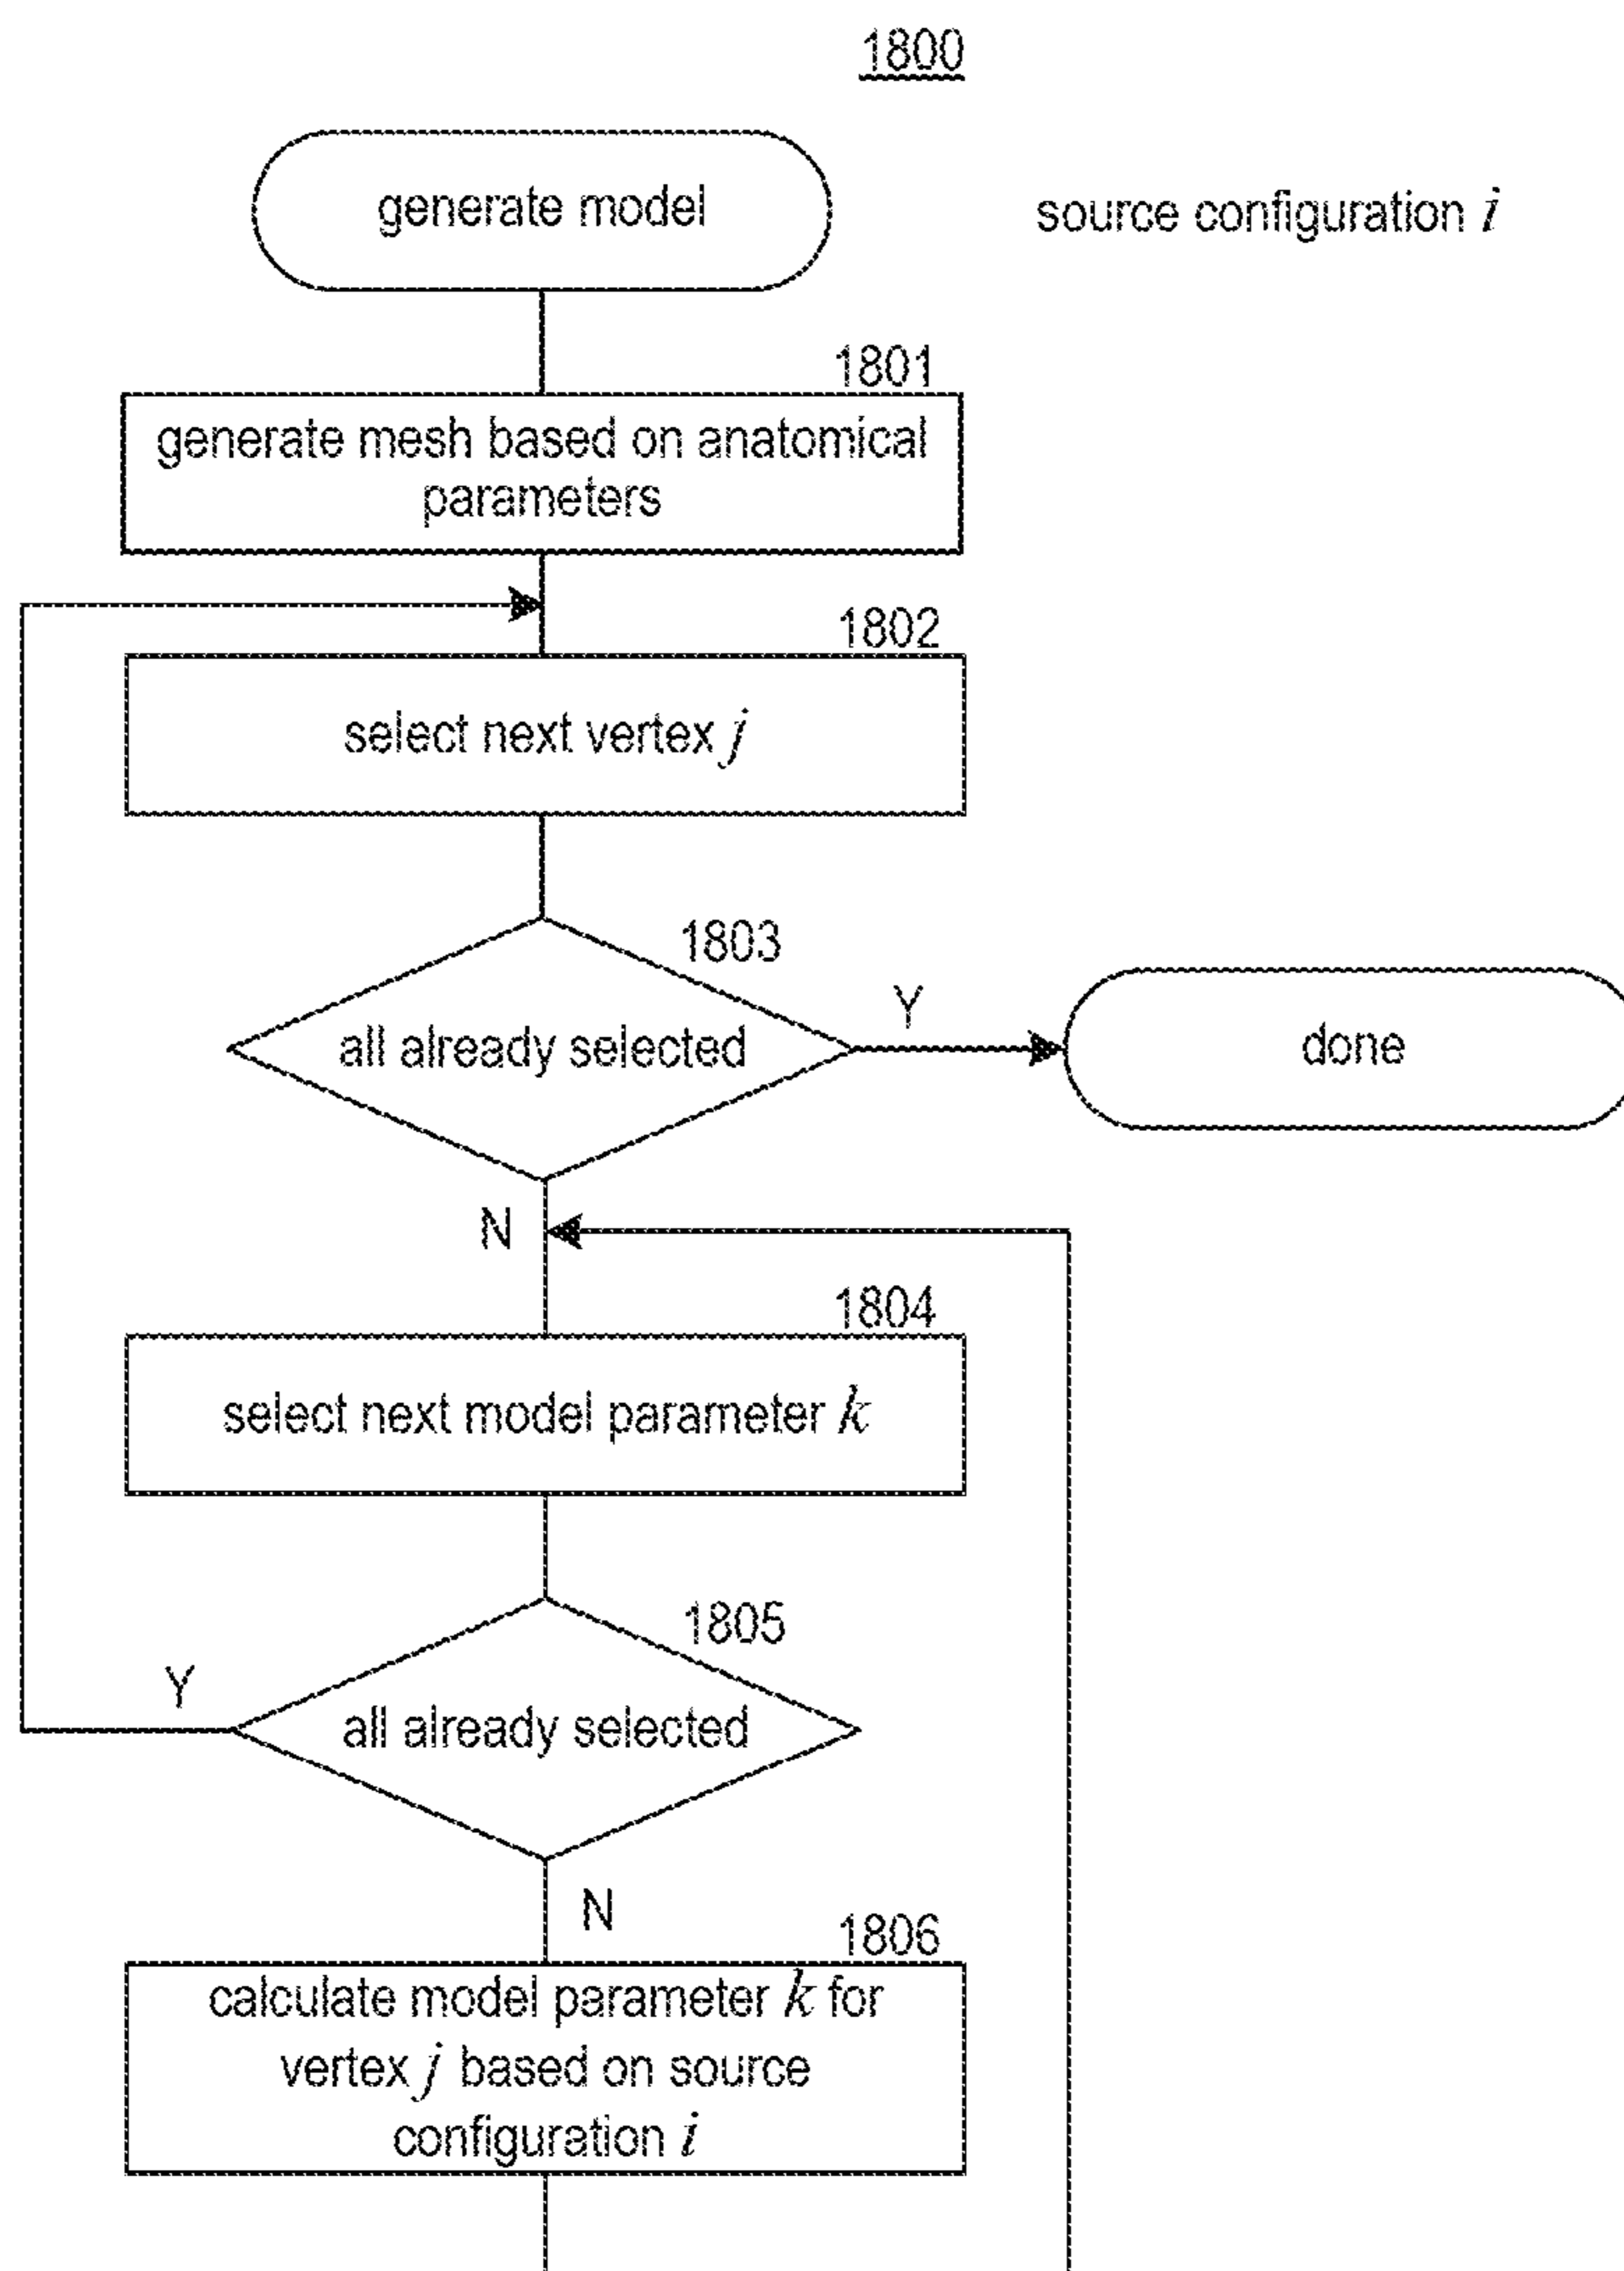 1800
generate model
source configuration i
1801
generate mesh based on anatomical
parameters
1802
select next vertex j
1803
all already selected
Y
done
N
1804
select next model parameter k
1805
Y
all already selected
N
1806
calculate model parameter k for
vertex j based on source
configuration i